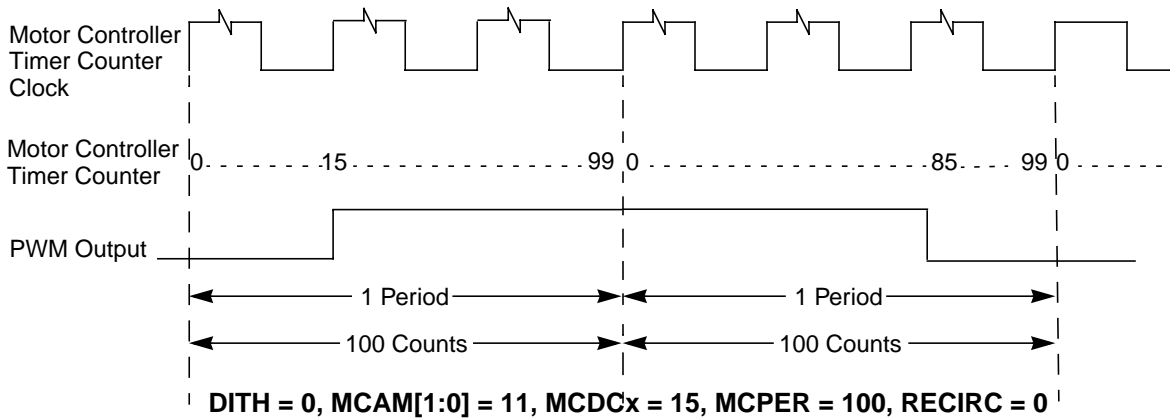 Motor Controller
Timer Counter
Clock
Motor Controller
Timer Counter
0 15 99 0 85 99 0
PWM Output
1 Period 1 Period
100 Counts 100 Counts
DITH = 0, MCAM[1:0] = 11, MCDCx = 15, MCPER = 100, RECIRC = 0